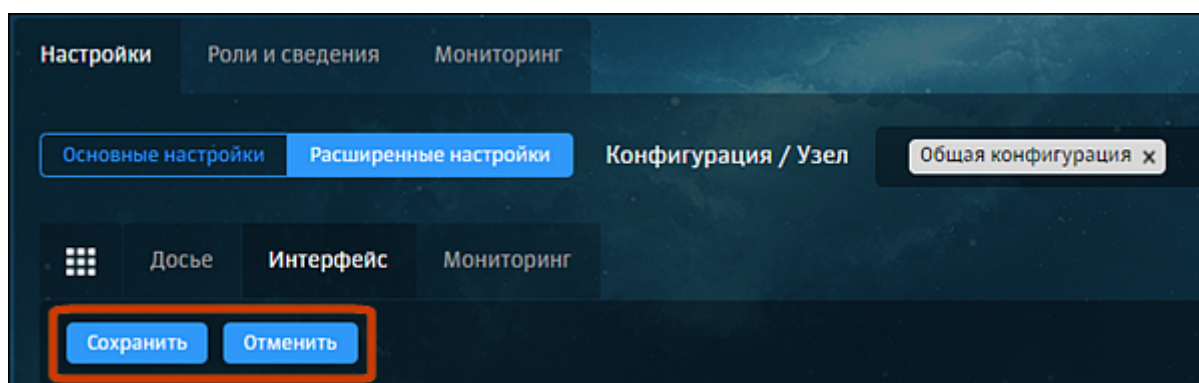 Настройки Роли и сведения Мониторинг
Основные настройки Расширенные настройки Конфигурация / Узел Общая конфигурация x
Досье Интерфейс Мониторинг
Сохранить Отменить